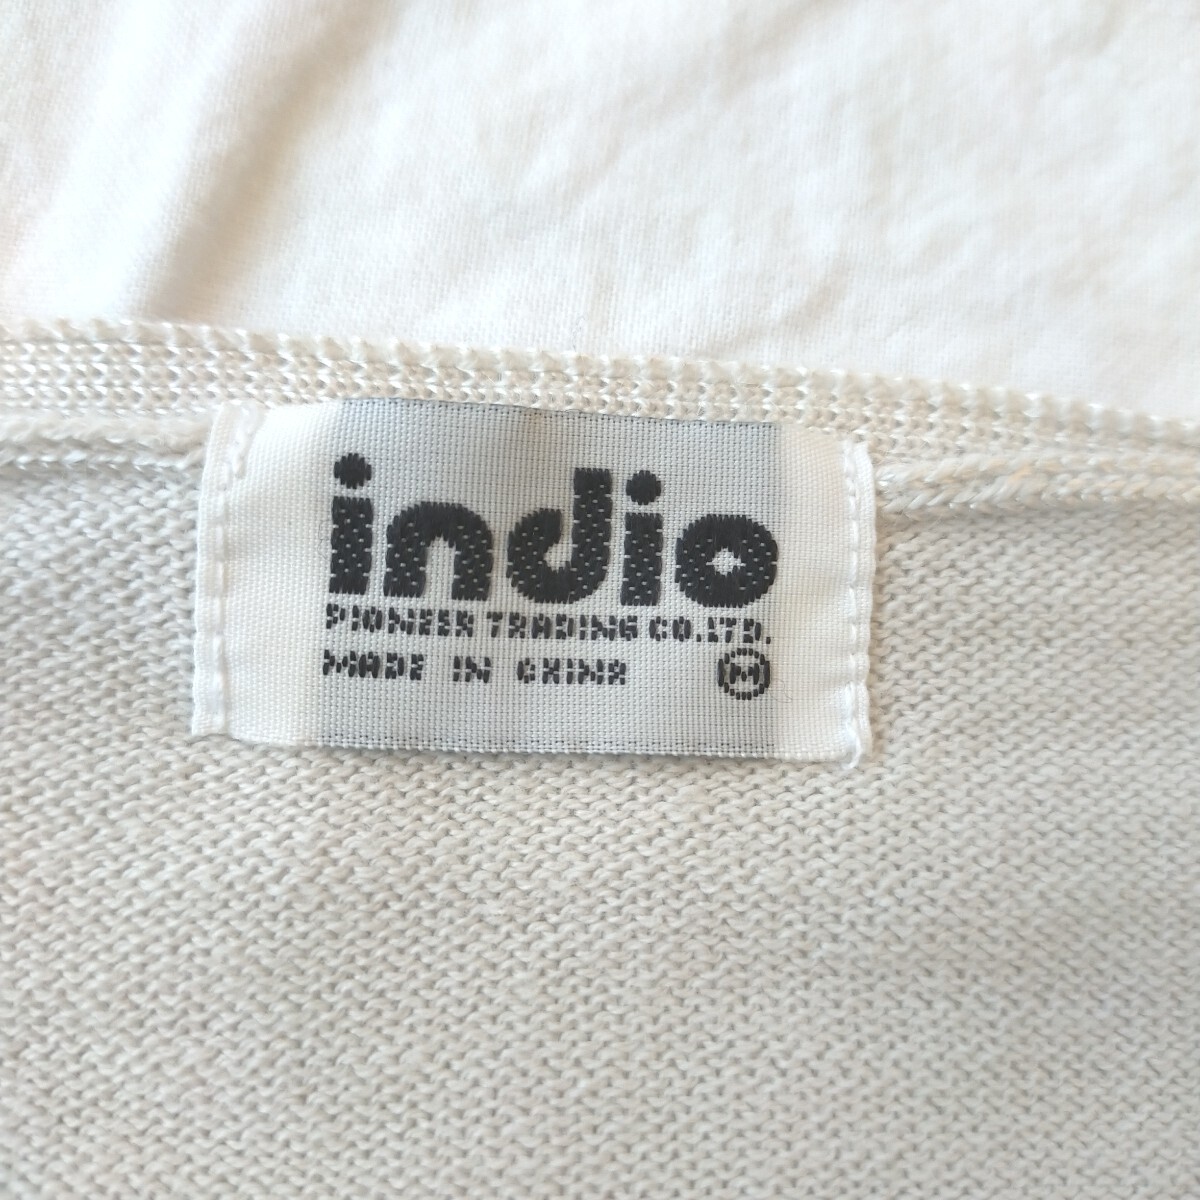 indio
PIONEER TRADING CO.LTD.
MADE IN CHINA M